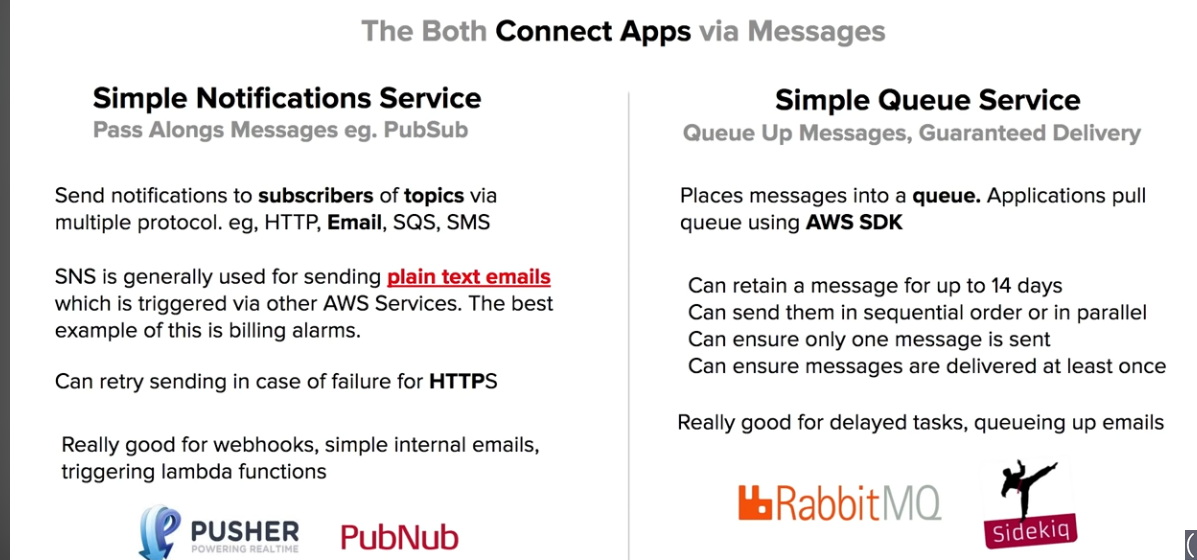 The Both Connect Apps via Messages
Simple Notifications Service
Pass Alongs Messages eg. PubSub
Send notifications to subscribers of topics via
multiple protocol. eg, HTTP, Email, SQS, SMS
SNS is generally used for sending plain text emails
which is triggered via other AWS Services. The best
example of this is billing alarms.
Can retry sending in case of failure for HTTPS
Really good for webhooks, simple internal emails,
triggering lambda functions
PUSHER
POWERING REALTIME
PubNub
Simple Queue Service
Queue Up Messages, Guaranteed Delivery
Places messages into a queue. Applications pull
queue using AWS SDK
Can retain a message for up to 14 days
Can send them in sequential order or in parallel
Can ensure only one message is sent
Can ensure messages are delivered at least once
Really good for delayed tasks, queueing up emails
RabbitMQ
Sidekiq